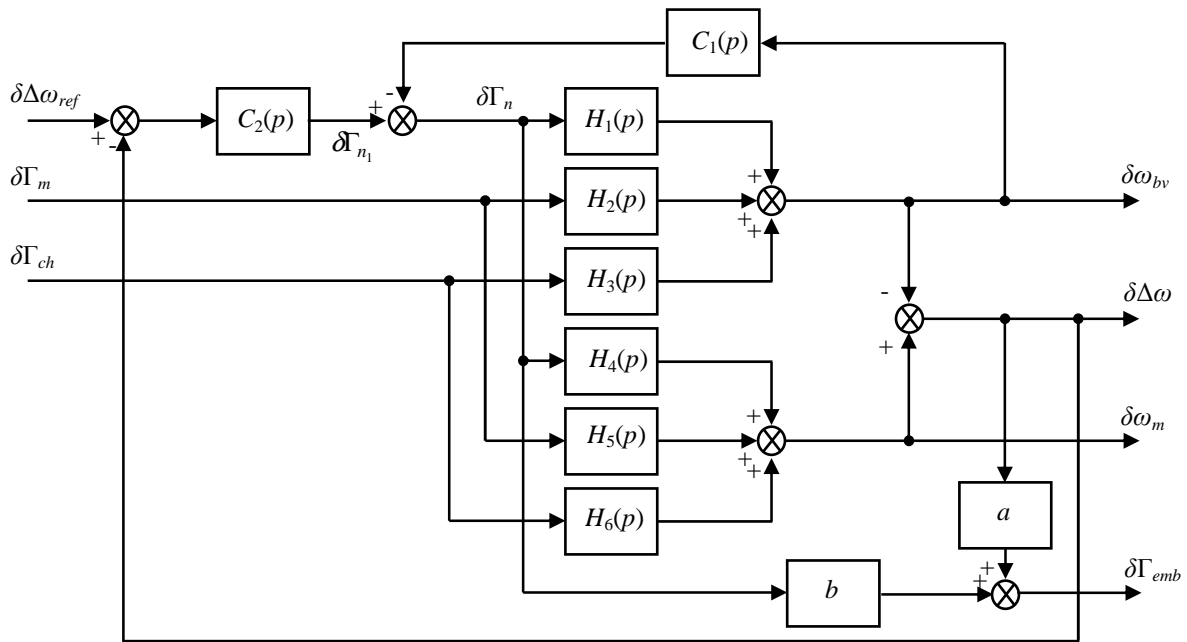 C₁(p)
δΔω_ref
+
-
C₂(p)
+
-
δΓ_n₁
δΓ_n
H₁(p)
+
δΓ_m
H₂(p)
+
+
δω_bv
δΓ_ch
H₃(p)
-
+
δΔω
H₄(p)
+
H₅(p)
+
+
δω_m
H₆(p)
a
b
+
+
δΓ_emb